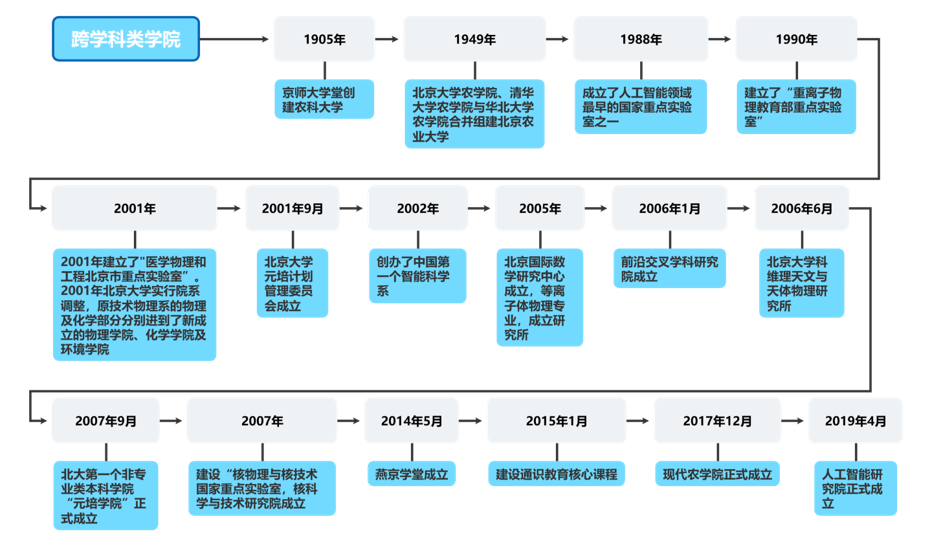 跨学科类学院
1905年
1949年
1988年
1990年
京师大学堂创
建农科大学
北京大学农学院、清华
大学农学院与华北大学
农学院合并组建北京农
业大学
成立了人工智能领域
最早的国家重点实验
室之一
建立了“重离子物
理教育部重点实验
室”
2001年
2001年9月
2002年
2005年
2006年1月
2006年6月
2001年建立了"医学物理和
工程北京市重点实验室”。
2001年北京大学实行院系
调整，原技术物理系的物理
及化学部分分别进到了新成
立的物理学院、化学学院及
环境学院
北京大学
元培计划
管理委员
会成立
创办了中国第
一个智能科学
系
北京国际数
学研究中心
成立，等离
子体物理专
业，成立研
究所
前沿交叉学科研究
院成立
北京大学科
维理天文与
天体物理研
究所
2007年9月
2007年
2014年5月
2015年1月
2017年12月
2019年4月
北大第一个非专
业类本科学院
“元培学院”正
式成立
建设“核物理与核技术
国家重点实验室，核科
学与技术研究院成立
燕京学堂成立
建设通识教育核心课程
现代农学院正式成立
人工智能研
究院正式成
立